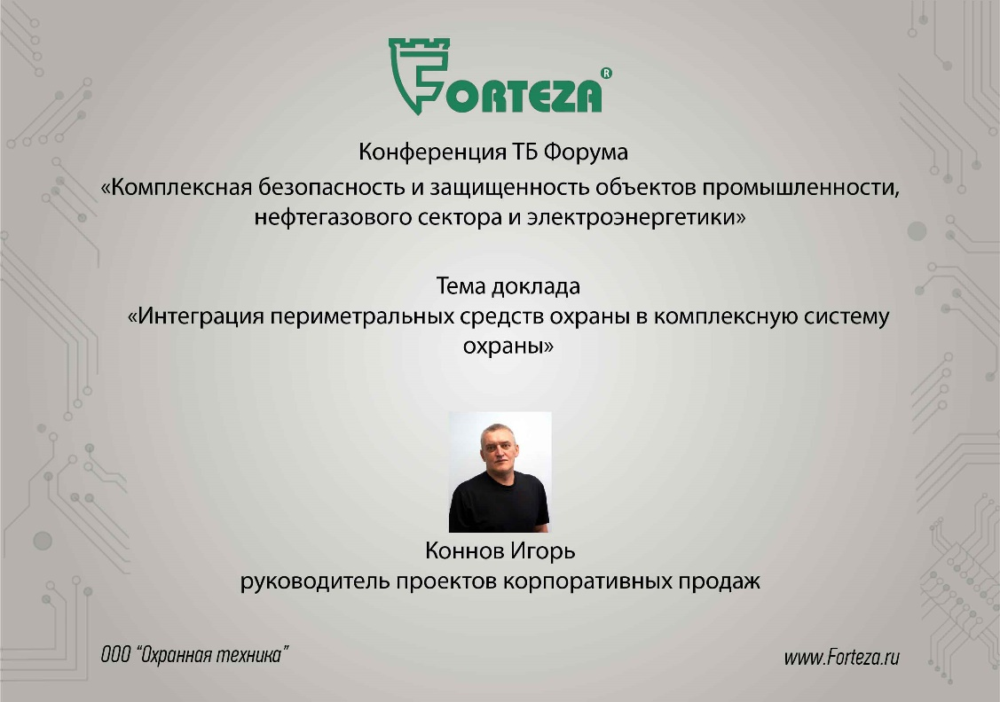 FORTEZA®
Конференция ТБ Форума
«Комплексная безопасность и защищенность объектов промышленности,
нефтегазового сектора и электроэнергетики»
Тема доклада
«Интеграция периметральных средств охраны в комплексную систему
охраны»
Коннов Игорь
руководитель проектов корпоративных продаж
ООО “Охранная техника”
www.Forteza.ru